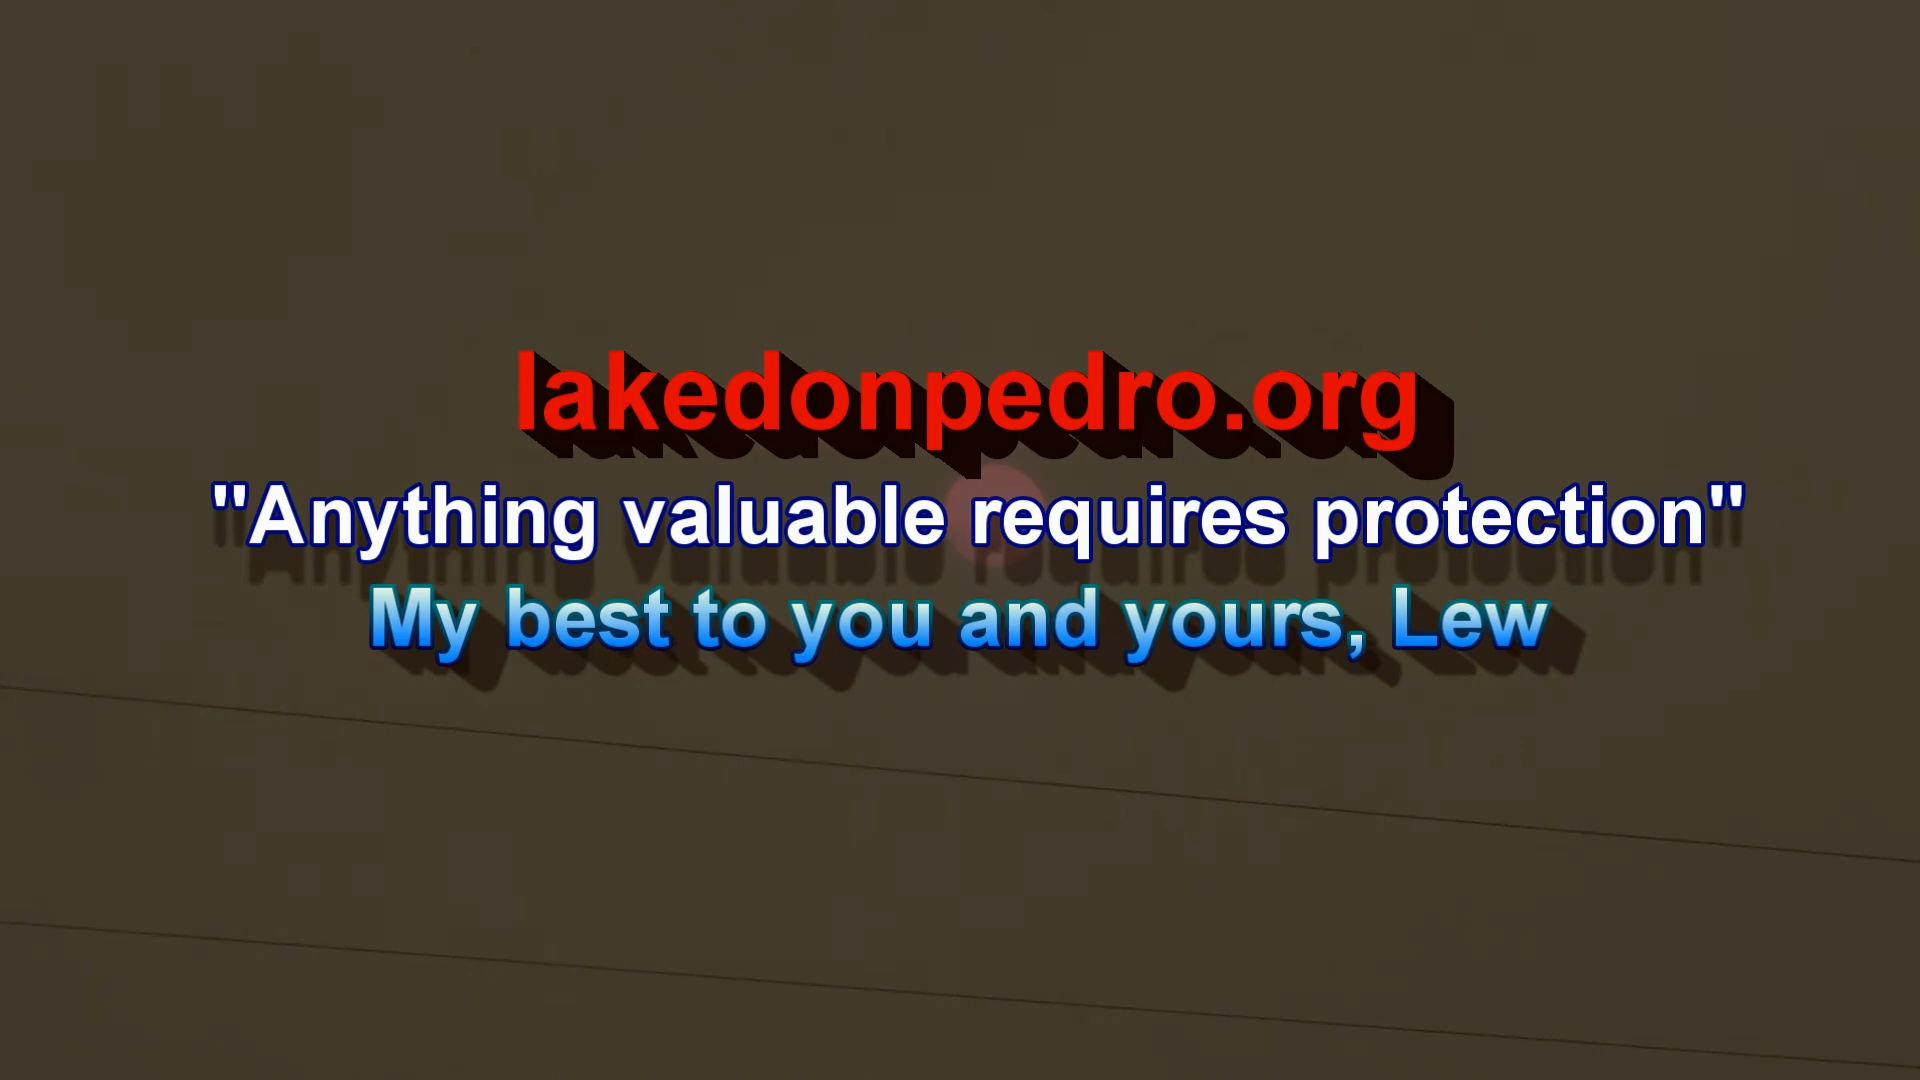 lakedonpedro.org
"Anything valuable requires protection"
My best to you and yours, Lew